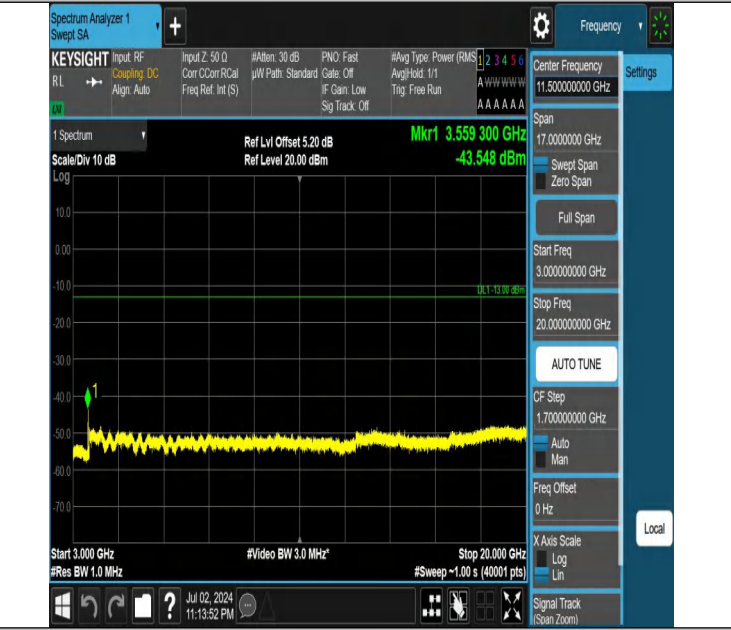 Spectrum Analyzer 1
Swept SA
+
Frequency
KEYSIGHT
RL
Input: RF
Coupling: DC
Align: Auto
Input Z: 50 Ω
Corr CCorr RCal
Freq Ref: Int (S)
#Atten: 30 dB
µW Path: Standard
PNO: Fast
Gate: Off
IF Gain: Low
Sig Track: Off
#Avg Type: Power (RMS
Avg|Hold: 1/1
Trig: Free Run
1 2 3 4 5 6
A W W W W W
A A A A A A
1 Spectrum
Scale/Div 10 dB
Ref Lvl Offset 5.20 dB
Ref Level 20.00 dBm
Mkr1 3.559 300 GHz
-43.548 dBm
Log
10.0
0.00
-10.0
DL1 -13.00 dBm
-20.0
-30.0
-40.0
1
-50.0
-60.0
-70.0
Start 3.000 GHz
#Video BW 3.0 MHz*
Stop 20.000 GHz
#Res BW 1.0 MHz
#Sweep ~1.00 s (40001 pts)
Jul 02, 2024
11:13:52 PM
Center Frequency
11.500000000 GHz
Settings
Span
17.0000000 GHz
Swept Span
Zero Span
Full Span
Start Freq
3.000000000 GHz
Stop Freq
20.000000000 GHz
AUTO TUNE
CF Step
1.700000000 GHz
Auto
Man
Freq Offset
0 Hz
X Axis Scale
Log
Lin
Local
Signal Track
(Span Zoom)